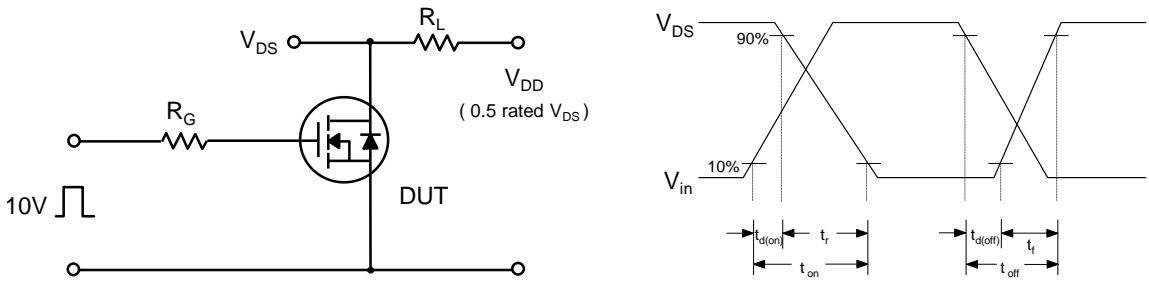 V_DS
R_L
V_DD
( 0.5 rated V_DS )
R_G
10V
DUT
V_DS
90%
10%
V_in
t_d(on)
t_r
t_d(off)
t_f
t_on
t_off